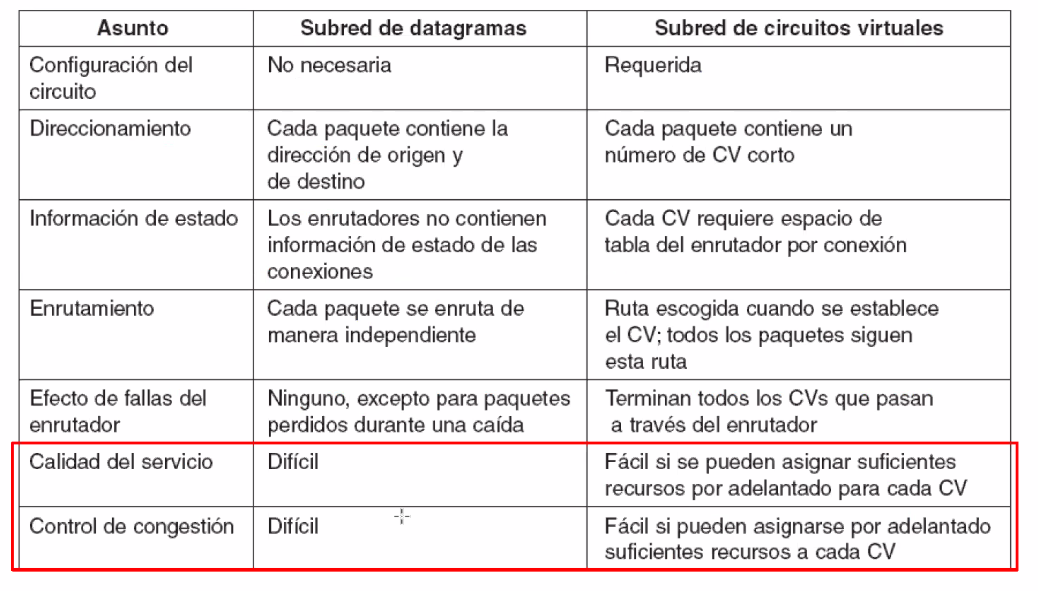 Asunto Subred de datagramas Subred de circuitos virtuales
Configuración del No necesaria Requerida
circuito
Direccionamiento Cada paquete contiene la Cada paquete contiene un
dirección de origen y número de CV corto
de destino
Información de estado Los enrutadores no contienen Cada CV requiere espacio de
información de estado de las tabla del enrutador por conexión
conexiones
Enrutamiento Cada paquete se enruta de Ruta escogida cuando se establece
manera independiente el CV; todos los paquetes siguen
esta ruta
Efecto de fallas del Ninguno, excepto para paquetes Terminan todos los CVs que pasan
enrutador perdidos durante una caída a través del enrutador
Calidad del servicio Difícil Fácil si se pueden asignar suficientes
recursos por adelantado para cada CV
Control de congestión Difícil Fácil si pueden asignarse por adelantado
suficientes recursos a cada CV